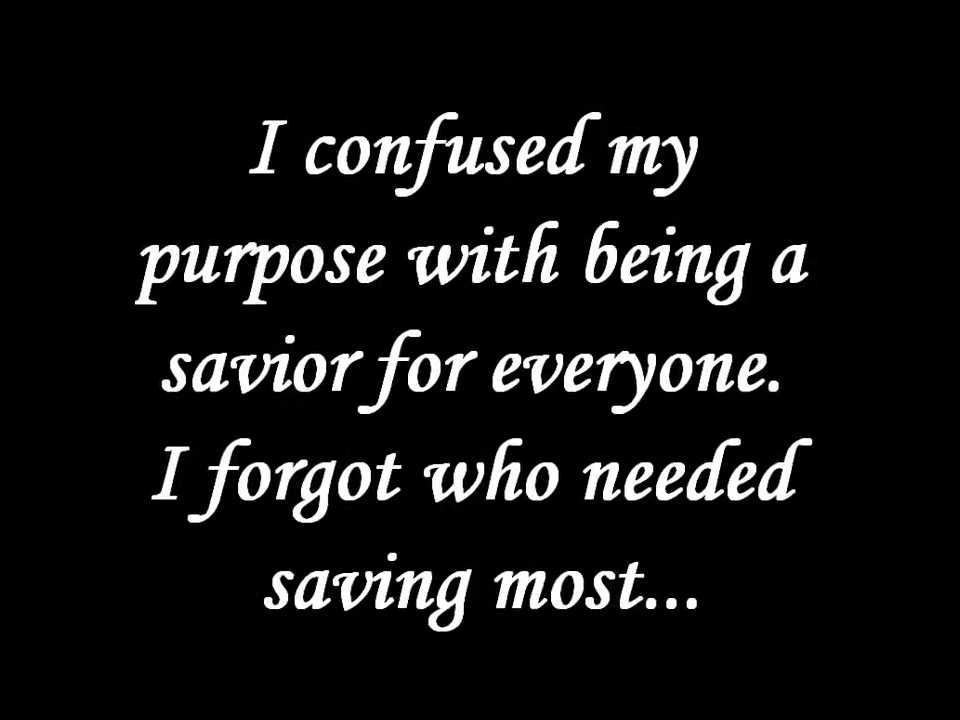 I confused my
purpose with being a
savior for everyone.
I forgot who needed
saving most...